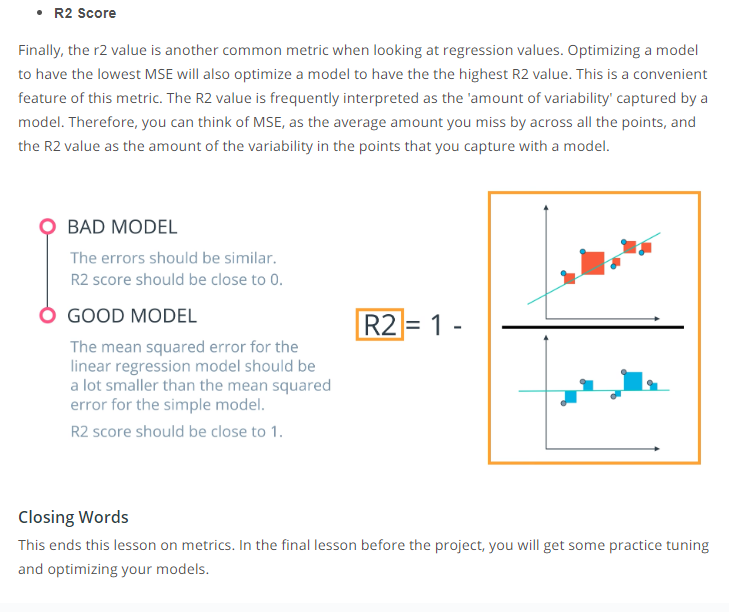 • R2 Score
Finally, the r2 value is another common metric when looking at regression values. Optimizing a model
to have the lowest MSE will also optimize a model to have the the highest R2 value. This is a convenient
feature of this metric. The R2 value is frequently interpreted as the 'amount of variability' captured by a
model. Therefore, you can think of MSE, as the average amount you miss by across all the points, and
the R2 value as the amount of the variability in the points that you capture with a model.
BAD MODEL
The errors should be similar.
R2 score should be close to 0.
GOOD MODEL
The mean squared error for the
linear regression model should be
a lot smaller than the mean squared
error for the simple model.
R2 score should be close to 1.
R2 = 1 -
Closing Words
This ends this lesson on metrics. In the final lesson before the project, you will get some practice tuning
and optimizing your models.